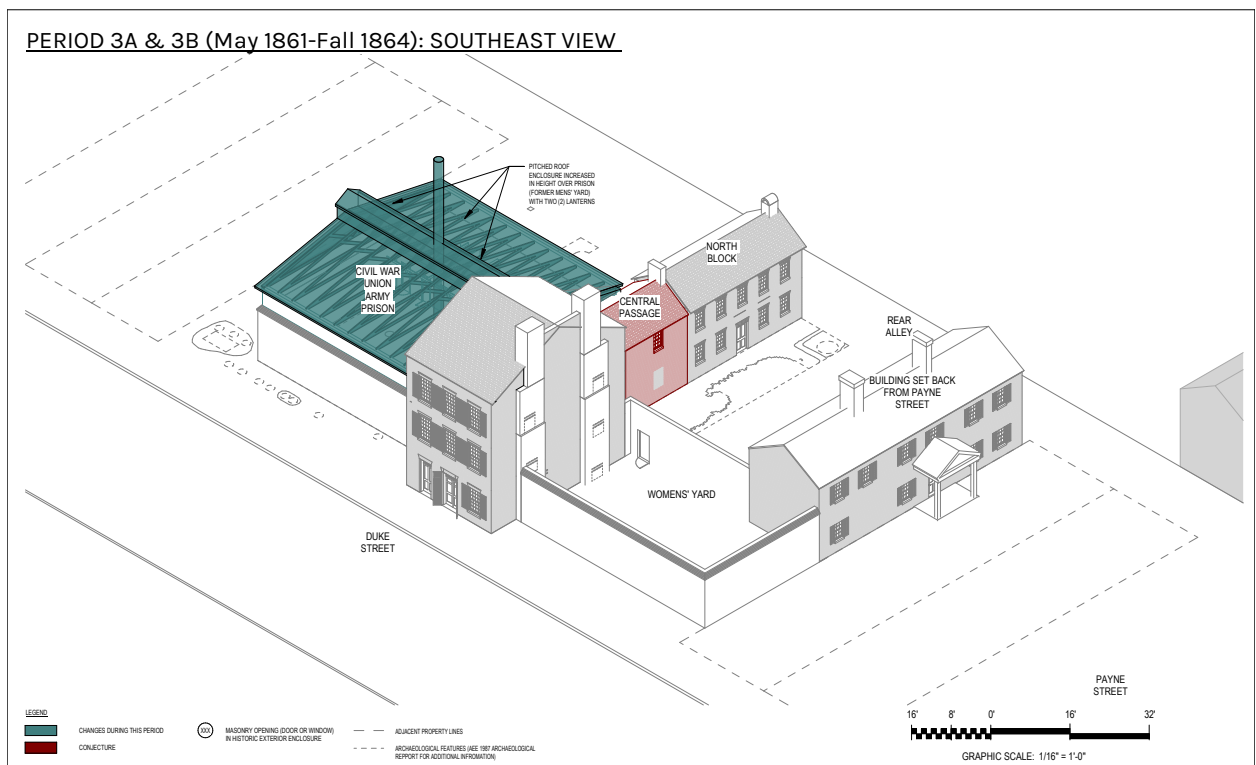 PERIOD 3A & 3B (May 1861-Fall 1864): SOUTHEAST VIEW
PITCHED ROOF
ENCLOSURE INCREASED
IN HEIGHT OVER PRISON
(FORMER MENS' YARD)
WITH TWO (2) LANTERNS
CIVIL WAR
UNION
ARMY
PRISON
NORTH
BLOCK
CENTRAL
PASSAGE
REAR
ALLEY
BUILDING SET BACK
FROM PAYNE
STREET
WOMENS' YARD
DUKE
STREET
PAYNE
STREET
LEGEND
CHANGES DURING THIS PERIOD
CONJECTURE
XXX
MASONRY OPENING (DOOR OR WINDOW)
IN HISTORIC EXTERIOR ENCLOSURE
ADJACENT PROPERTY LINES
ARCHAEOLOGICAL FEATURES (AEE 1987 ARCHAEOLOGICAL
REPPORT FOR ADDITIONAL INFROMATION)
16' 8' 0' 16' 32'
GRAPHIC SCALE: 1/16" = 1'-0"